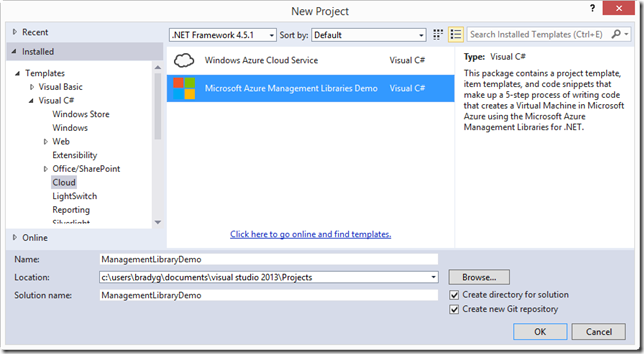 New Project
? ×
Recent
Installed
Templates
Visual Basic
Visual C#
Windows Store
Windows
Web
Extensibility
Office/SharePoint
Cloud
LightSwitch
Reporting
Silverlight
Online
.NET Framework 4.5.1 Sort by: Default
Search Installed Templates (Ctrl+E)
Windows Azure Cloud Service Visual C#
Microsoft Azure Management Libraries Demo Visual C#
Click here to go online and find templates.
Type: Visual C#
This package contains a project template,
item templates, and code snippets that
make up a 5-step process of writing code
that creates a Virtual Machine in Microsoft
Azure using the Microsoft Azure
Management Libraries for .NET.
Name: ManagementLibraryDemo
Location: c:\users\bradyg\documents\visual studio 2013\Projects Browse...
Solution name: ManagementLibraryDemo
Create directory for solution
Create new Git repository
OK Cancel